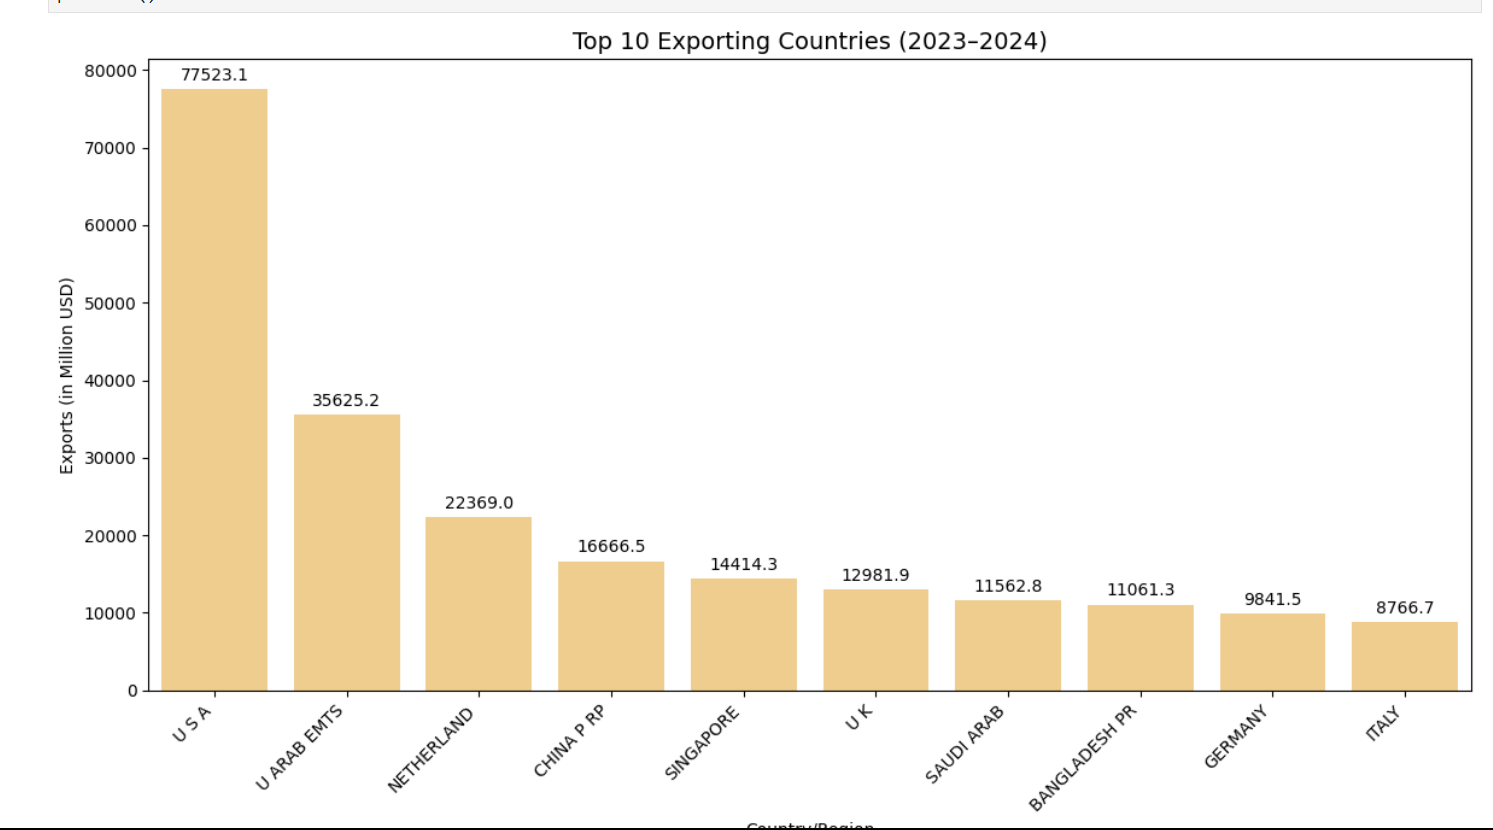 Top 10 Exporting Countries (2023–2024)
Exports (in Million USD)
80000
70000
60000
50000
40000
30000
20000
10000
0
77523.1
35625.2
22369.0
16666.5
14414.3
12981.9
11562.8
11061.3
9841.5
8766.7
U S A
U ARAB EMTS
NETHERLAND
CHINA P RP
SINGAPORE
U K
SAUDI ARAB
BANGLADESH PR
GERMANY
ITALY
Country/Region